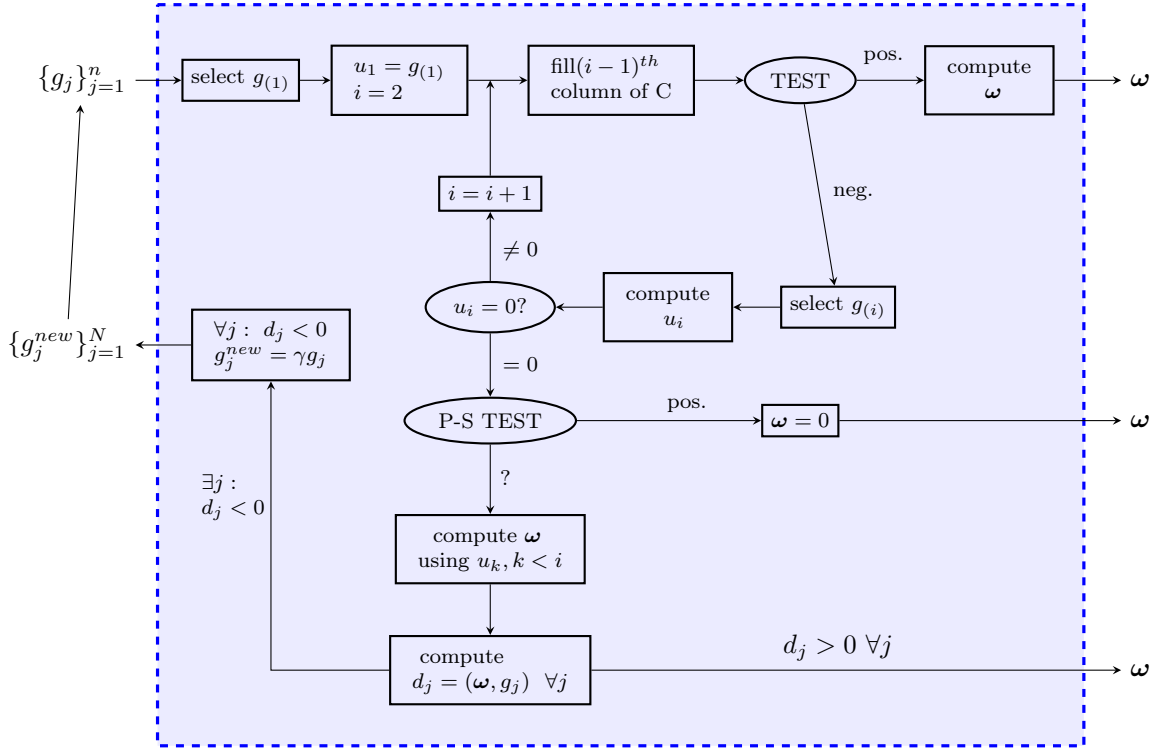 {g_j}_{j=1}^n
select g_{(1)}
u_1 = g_{(1)}
i = 2
fill(i − 1)^{th}
column of C
TEST
pos.
compute
ω
ω
neg.
i = i + 1
≠ 0
u_i = 0?
compute
u_i
select g_{(i)}
{g_j^{new}}_{j=1}^N
∀j : d_j < 0
g_j^{new} = γg_j
= 0
P-S TEST
pos.
ω = 0
ω
?
∃j :
d_j < 0
compute ω
using u_k, k < i
compute
d_j = (ω, g_j) ∀j
d_j > 0 ∀j
ω